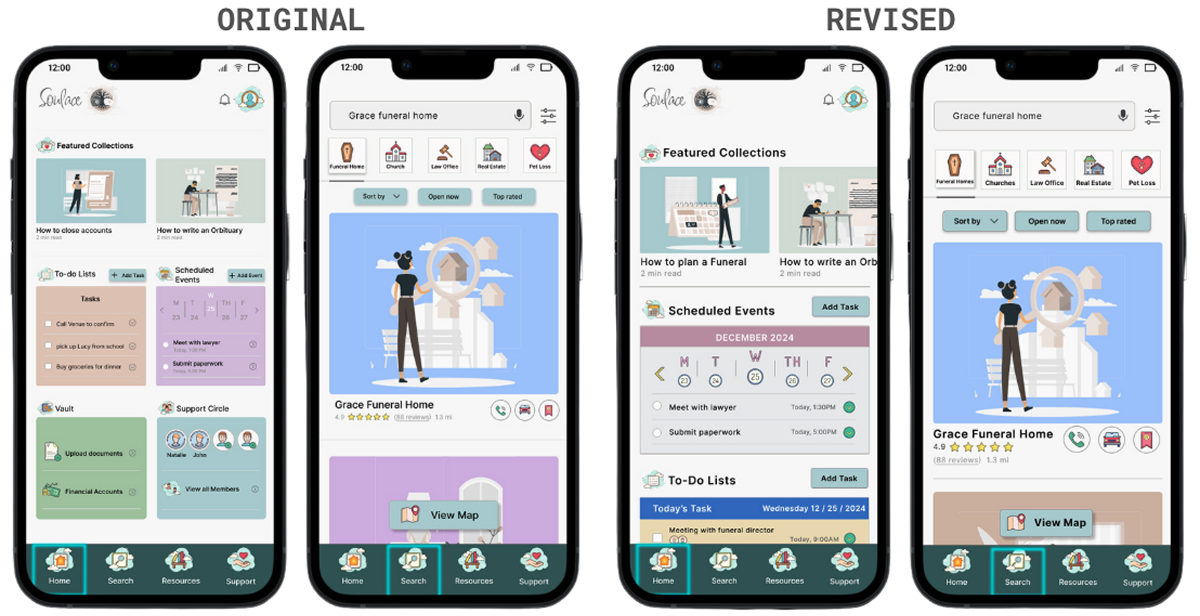 ORIGINAL
REVISED
12:00
Soulace
Featured Collections
How to close accounts
2 min read
How to write an Orbituary
2 min read
To-do Lists
+ Add Task
Scheduled Events
+ Add Event
Tasks
Call Venue to confirm
pick up Lucy from school
Buy groceries for dinner
M T W TH F
23 24 25 26 27
Meet with lawyer
Today, 1:30 PM
Submit paperwork
Today, 5:00 PM
Vault
Support Circle
Upload documents
Financial Accounts
Natalie John
View all Members
Home Search Resources Support
12:00
Grace funeral home
Funeral Home Church Law Office Real Estate Pet Loss
Sort by Open now Top rated
Grace Funeral Home
4.9 (88 reviews) 1.3 mi
View Map
Home Search Resources Support
12:00
Soulace
Featured Collections
How to plan a Funeral
2 min read
How to write an Orb
2 min read
Scheduled Events
Add Task
DECEMBER 2024
M T W TH F
23 24 25 26 27
Meet with lawyer Today, 1:30PM
Submit paperwork Today, 5:00PM
To-Do Lists
Add Task
Today's Task Wednesday 12 / 25 / 2024
Meeting with funeral director
Today, 9:00AM
Home Search Resources Support
12:00
Grace funeral home
Funeral Homes Churches Law Office Real Estate Pet Loss
Sort by Open now Top rated
Grace Funeral Home
4.9
(88 reviews) 1.3 mi
View Map
Home Search Resources Support